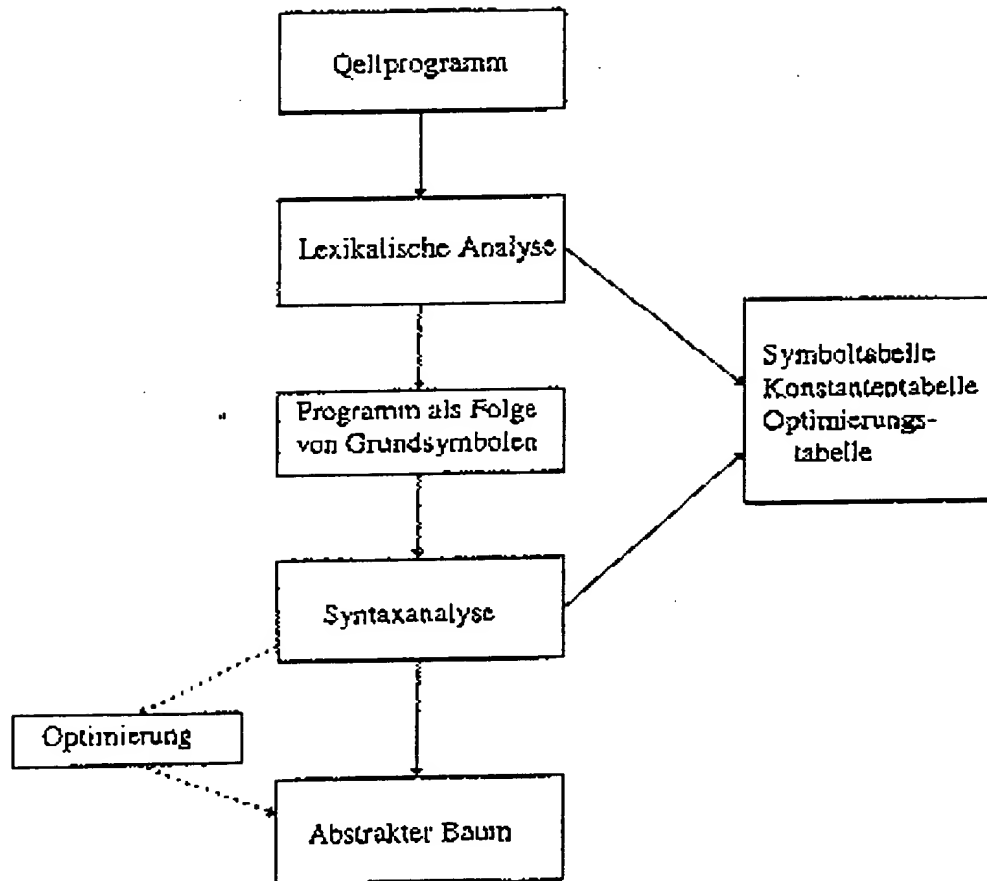 Qellprogramm
Lexikalische Analyse
Symboltabelle
Konstantentabelle
Optimierungs-
tabelle
Programm als Folge
von Grundsymbolen
Syntaxanalyse
Optimierung
Abstrakter Baum